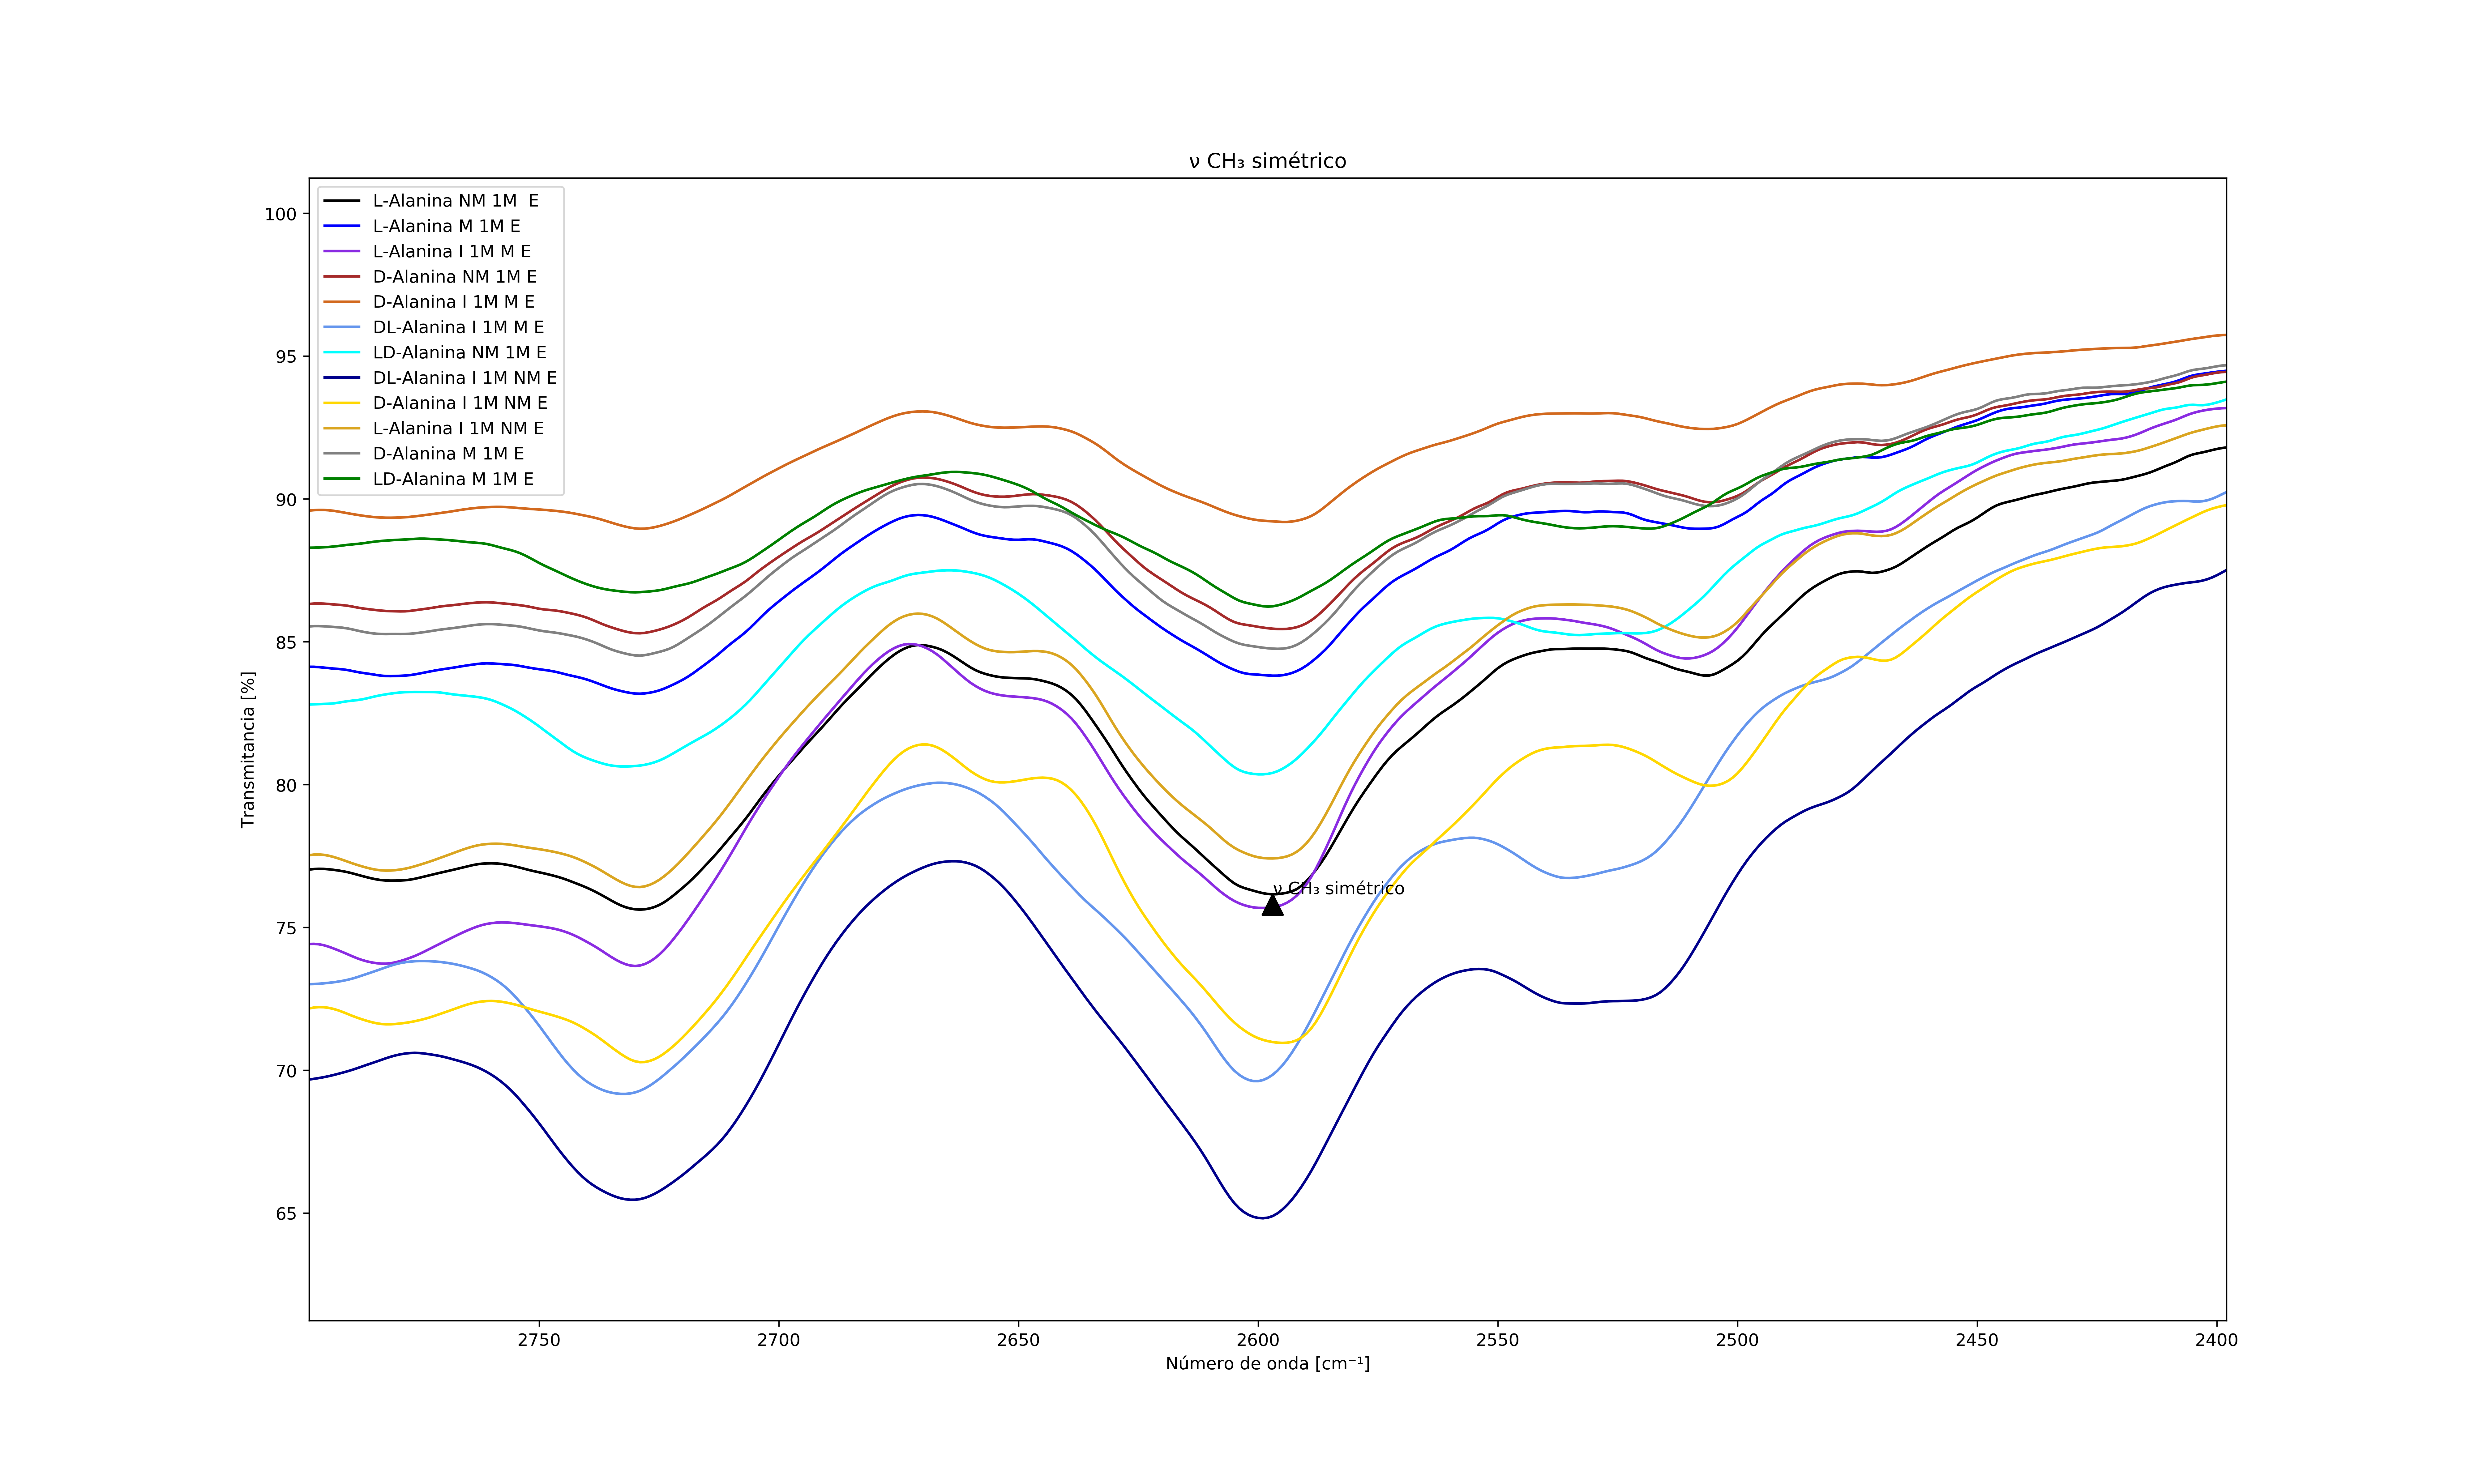 ν CH₃ simétrico
L-Alanina NM 1M  E
L-Alanina M 1M E
L-Alanina I 1M M E
D-Alanina NM 1M E
D-Alanina I 1M M E
DL-Alanina I 1M M E
LD-Alanina NM 1M E
DL-Alanina I 1M NM E
D-Alanina I 1M NM E
L-Alanina I 1M NM E
D-Alanina M 1M E
LD-Alanina M 1M E
100
95
90
85
80
75
70
65
Transmitancia [%]
ν CH₃ simétrico
2750 2700 2650 2600 2550 2500 2450 2400
Número de onda [cm⁻¹]